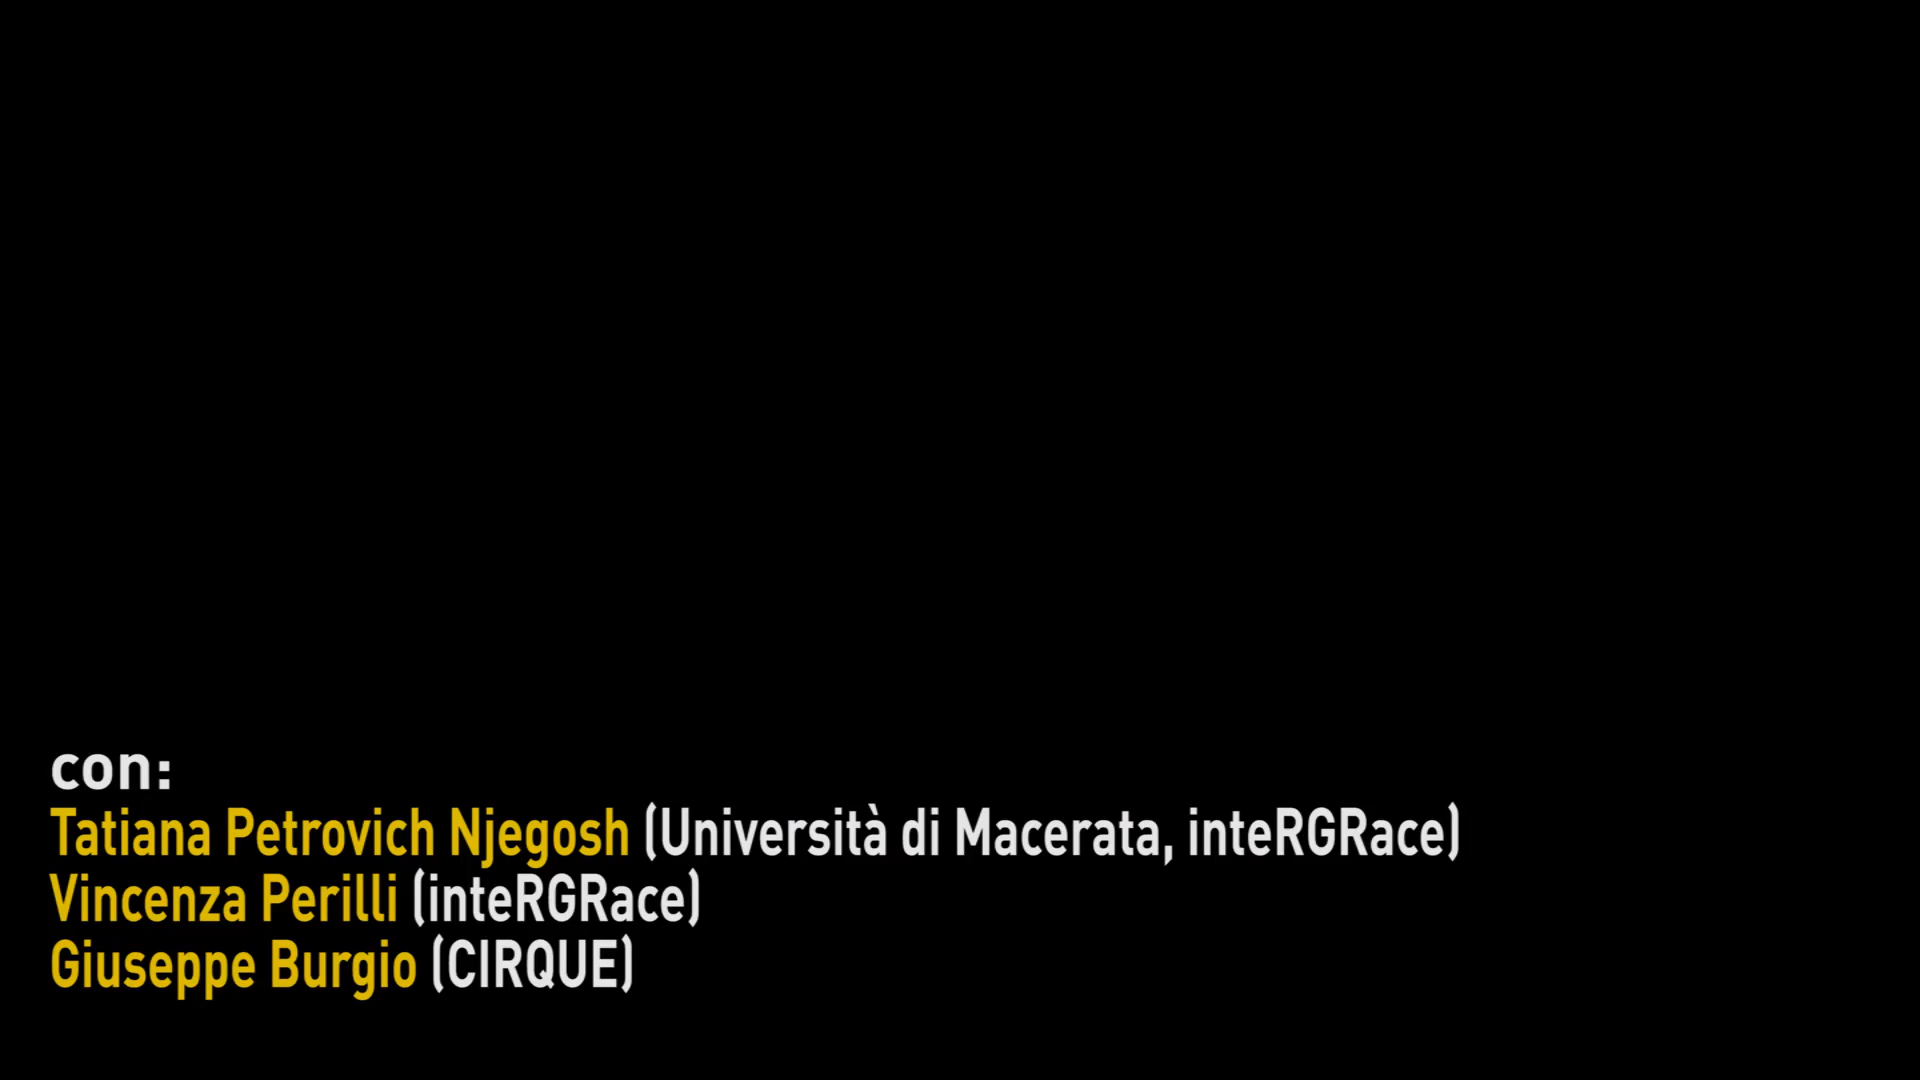 con:
Tatiana Petrovich Njegosh (Università di Macerata, inteRGRace)
Vincenza Perilli (inteRGRace)
Giuseppe Burgio (CIRQUE)